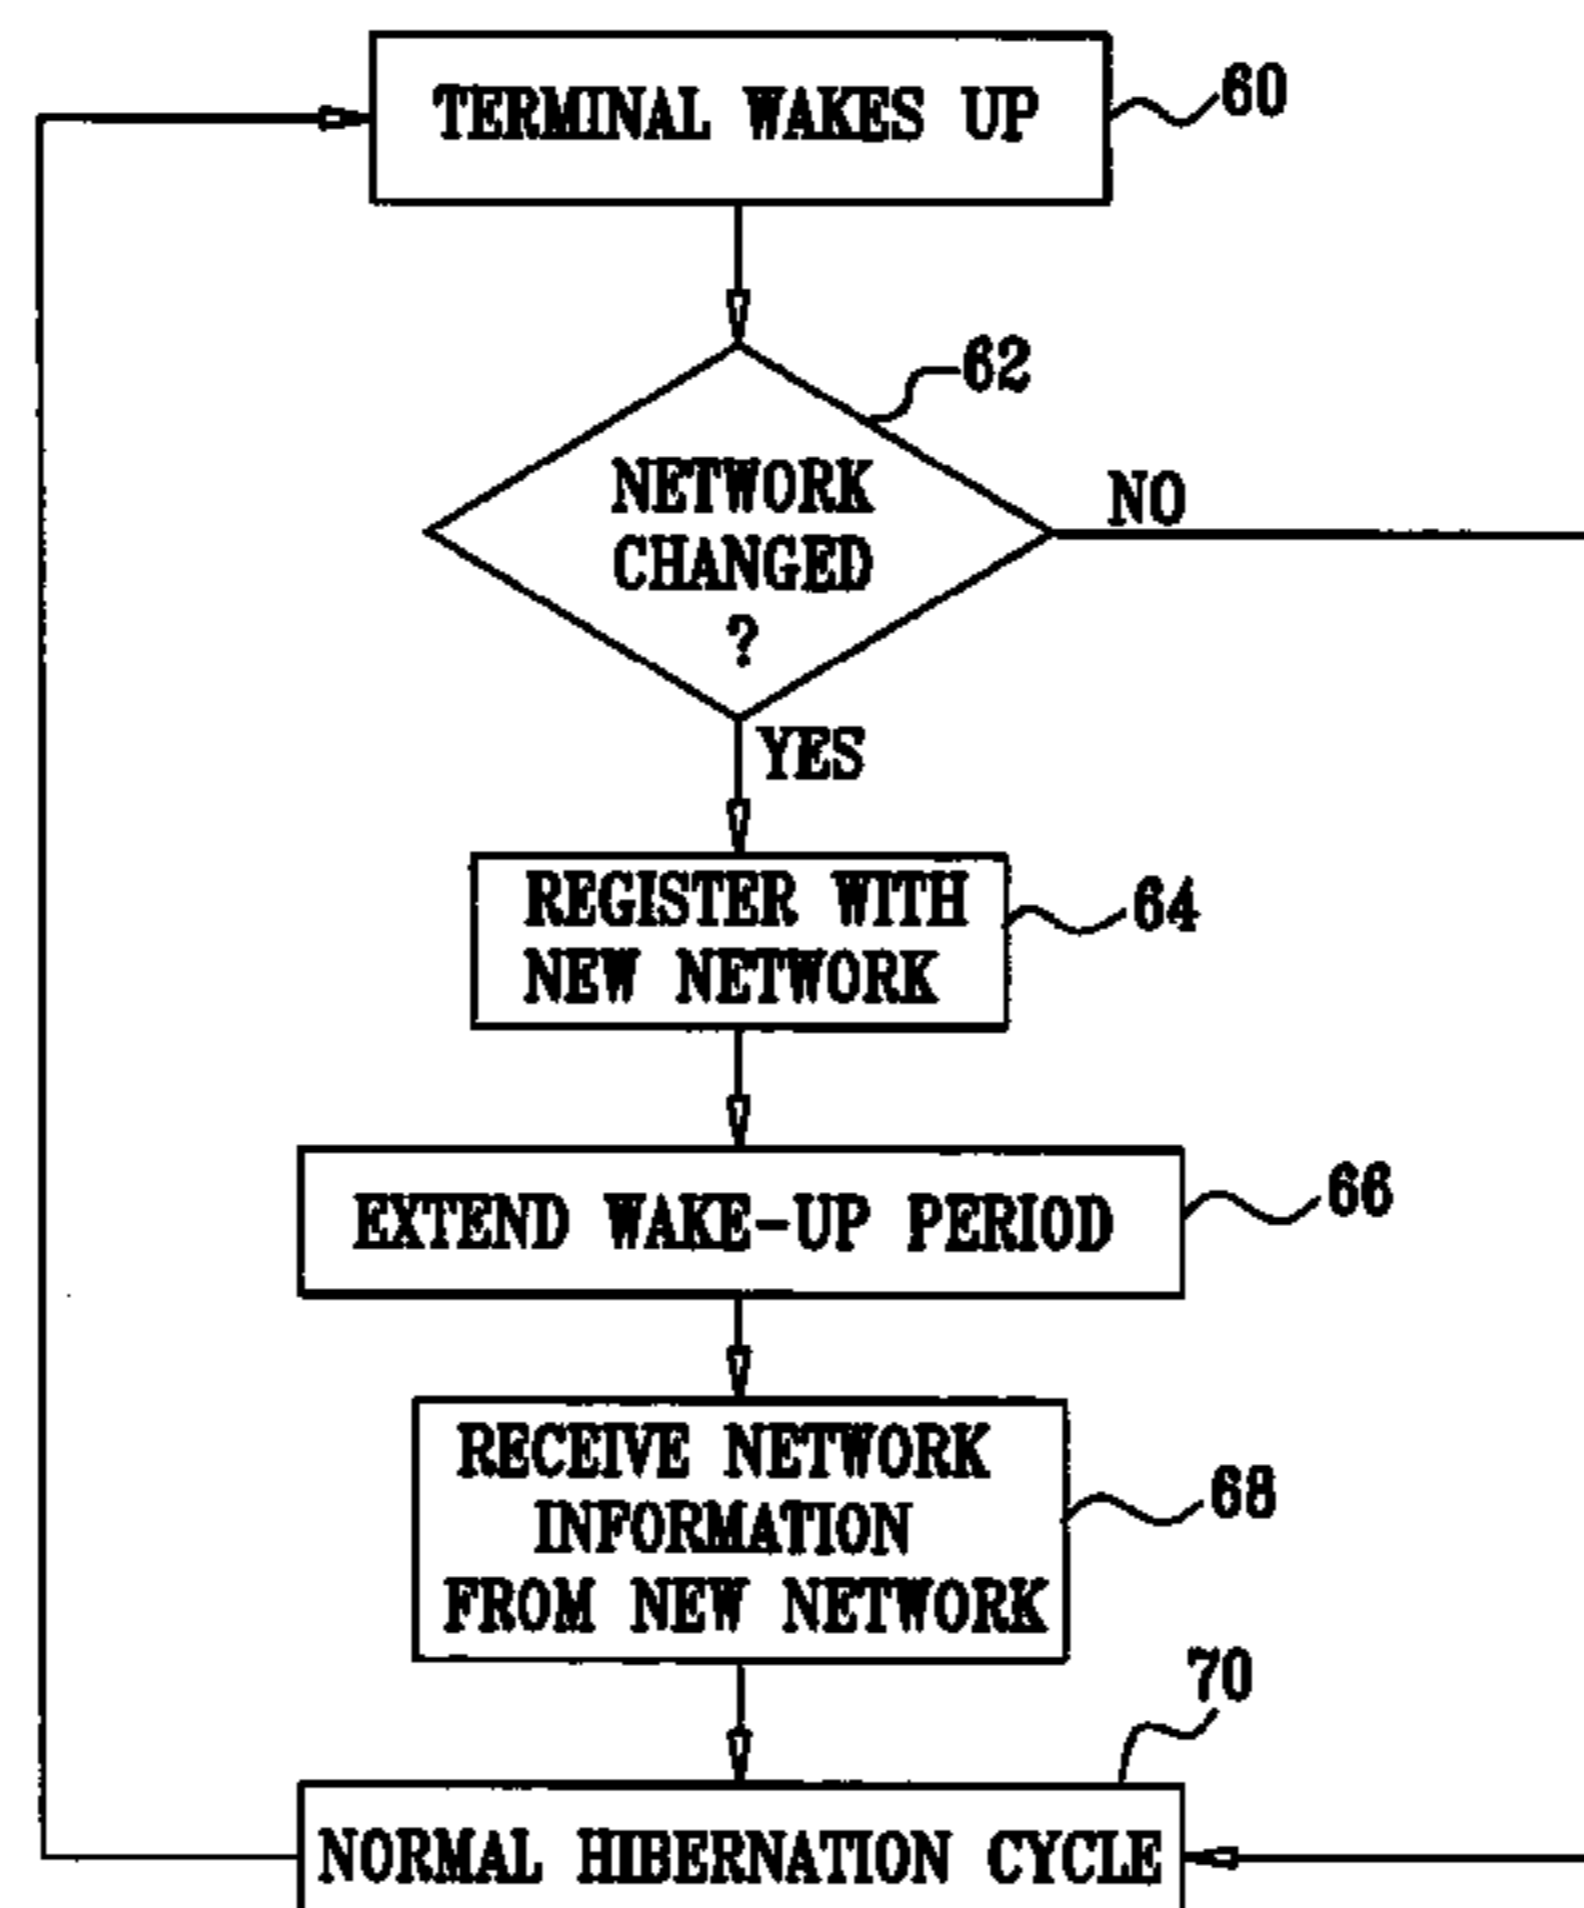 TERMINAL WAKES UP
60
62
NETWORK
CHANGED
?
NO
YES
REGISTER WITH
NEW NETWORK
64
EXTEND WAKE-UP PERIOD
66
RECEIVE NETWORK
INFORMATION
FROM NEW NETWORK
68
70
NORMAL HIBERNATION CYCLE